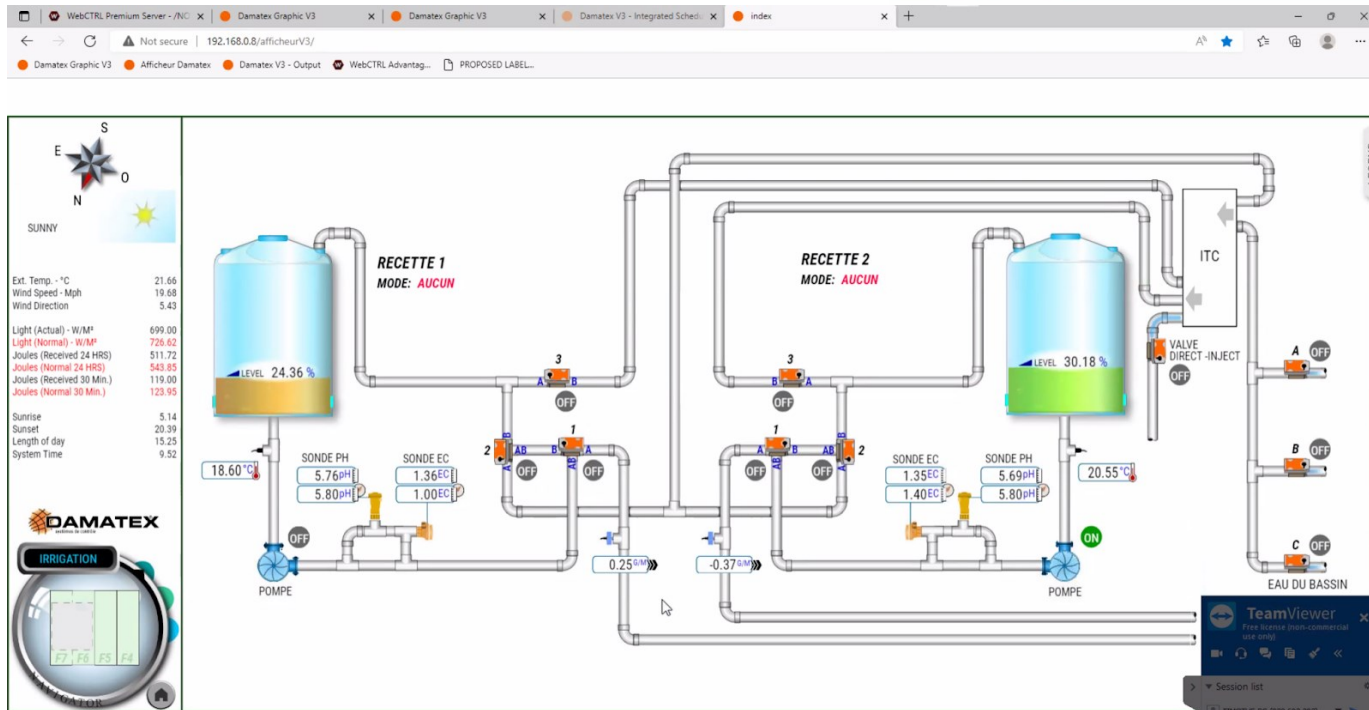 WebCTRL Premium Server - /NO
Damatex Graphic V3
Damatex Graphic V3
Damatex V3 - Integrated Schedu
index
Not secure | 192.168.0.8/afficheurV3/
Damatex Graphic V3 Afficheur Damatex Damatex V3 - Output WebCTRL Advantag... PROPOSED LABEL...
S
E
O
N
SUNNY
Ext. Temp. - °C 21.66
Wind Speed - Mph 19.68
Wind Direction 5.43
Light (Actual) - W/M² 699.00
Light (Normal) - W/M² 726.62
Joules (Received 24 HRS) 511.72
Joules (Normal 24 HRS) 543.85
Joules (Received 30 Min.) 119.00
Joules (Normal 30 Min.) 123.95
Sunrise 5.14
Sunset 20.39
Length of day 15.25
System Time 9.52
DAMATEX
IRRIGATION
F7 F6 F5 F4
NAVIGATOR
RECETTE 1
MODE: AUCUN
LEVEL 24.36 %
18.60°C
SONDE PH
5.76pH
5.80pH
SONDE EC
1.36EC
1.00EC
OFF
POMPE
3
A B
OFF
2
B
AB
A
OFF
1
B A
AB
OFF
0.25 G/M
RECETTE 2
MODE: AUCUN
3
B A
OFF
1
A B
AB
OFF
B
AB 2
A
OFF
-0.37 G/M
SONDE EC
1.35EC
1.40EC
SONDE PH
5.69pH
5.80pH
LEVEL 30.18 %
20.55°C
ON
POMPE
ITC
VALVE
DIRECT -INJECT
OFF
A OFF
B OFF
C OFF
EAU DU BASSIN
TeamViewer
Free license (non-commercial
use only)
Session list